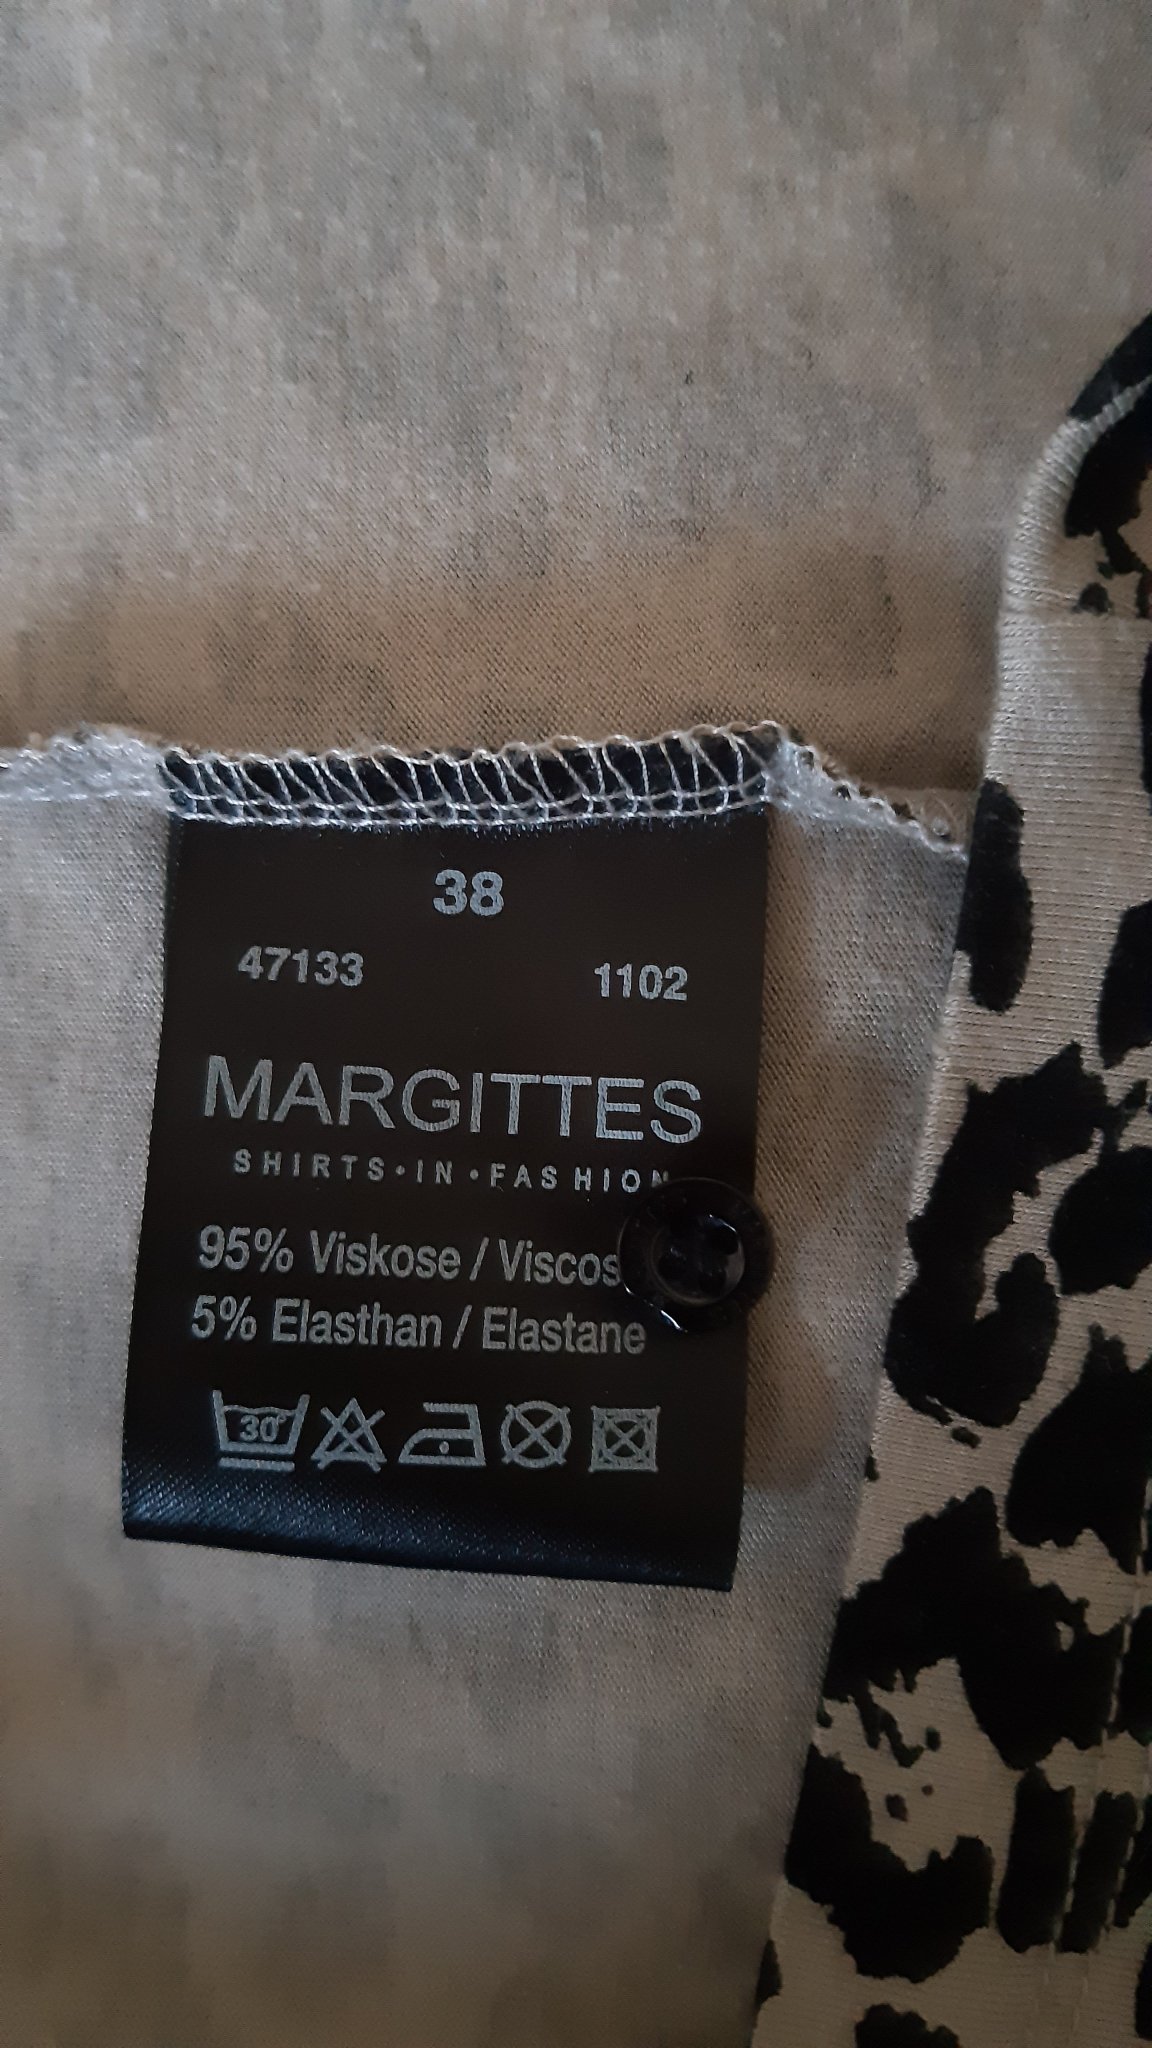 38
47133 1102
MARGITTES
SHIRTS•IN•FASHION
95% Viskose / Viscos
5% Elasthan / Elastane
30°